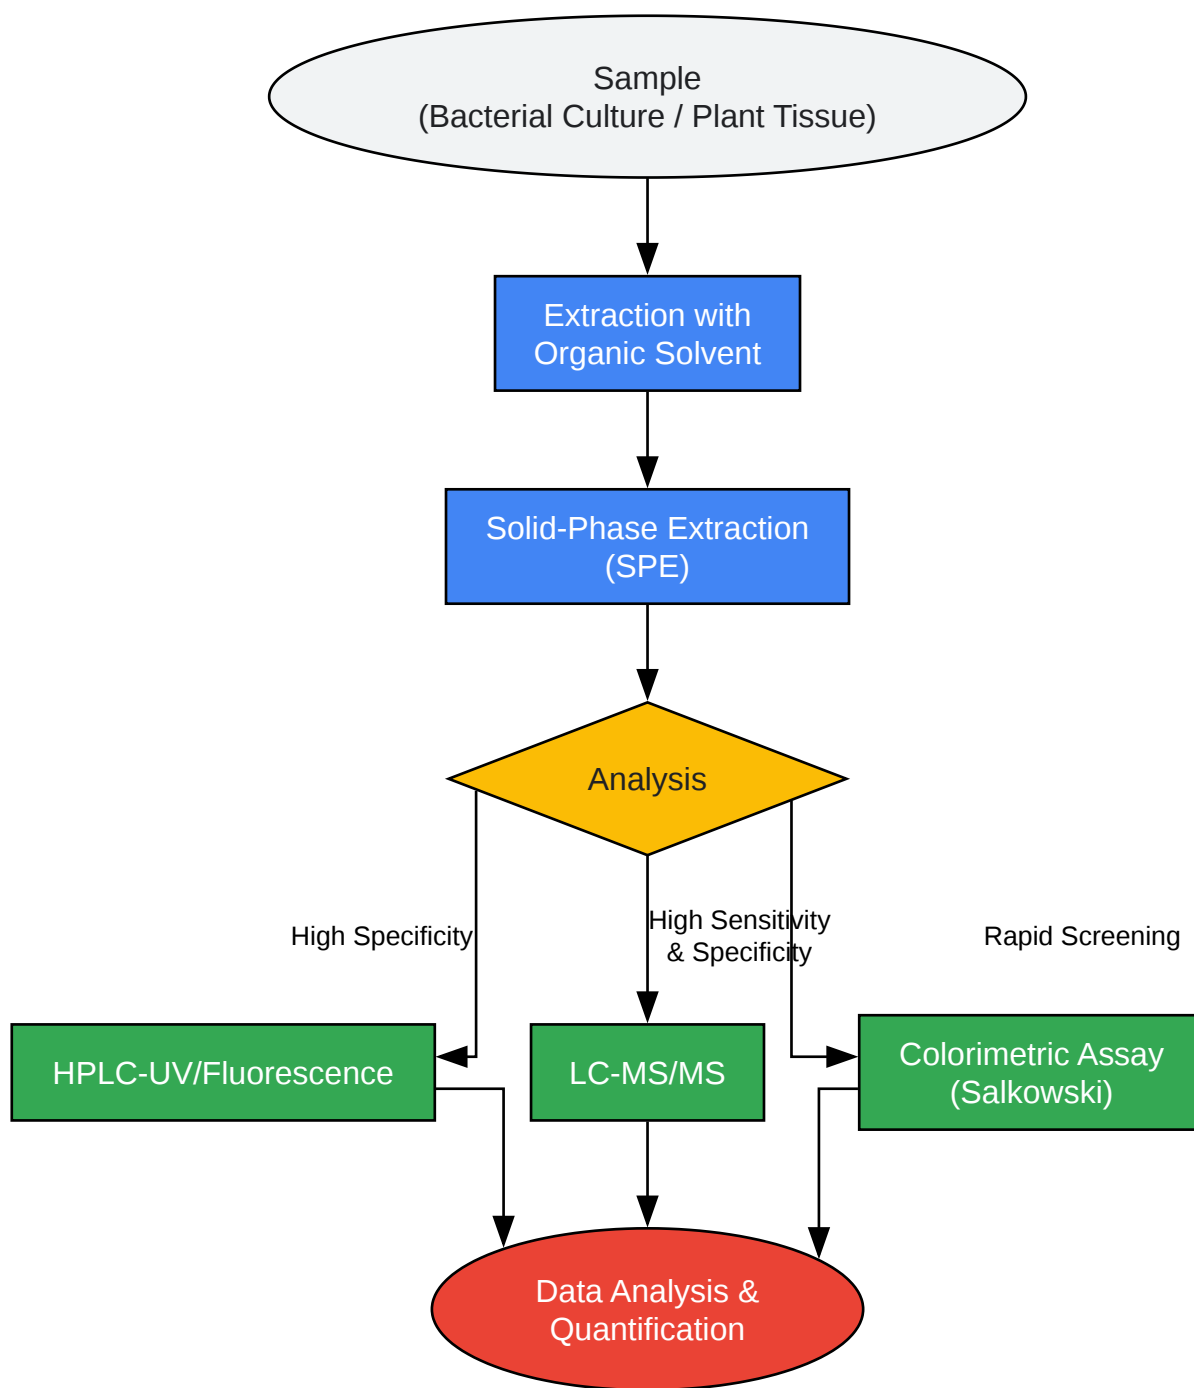 Sample
(Bacterial Culture / Plant Tissue)
Extraction with
Organic Solvent
Solid-Phase Extraction
(SPE)
Analysis
High Specificity
High Sensitivity
& Specificity
Rapid Screening
HPLC-UV/Fluorescence
LC-MS/MS
Colorimetric Assay
(Salkowski)
Data Analysis &
Quantification